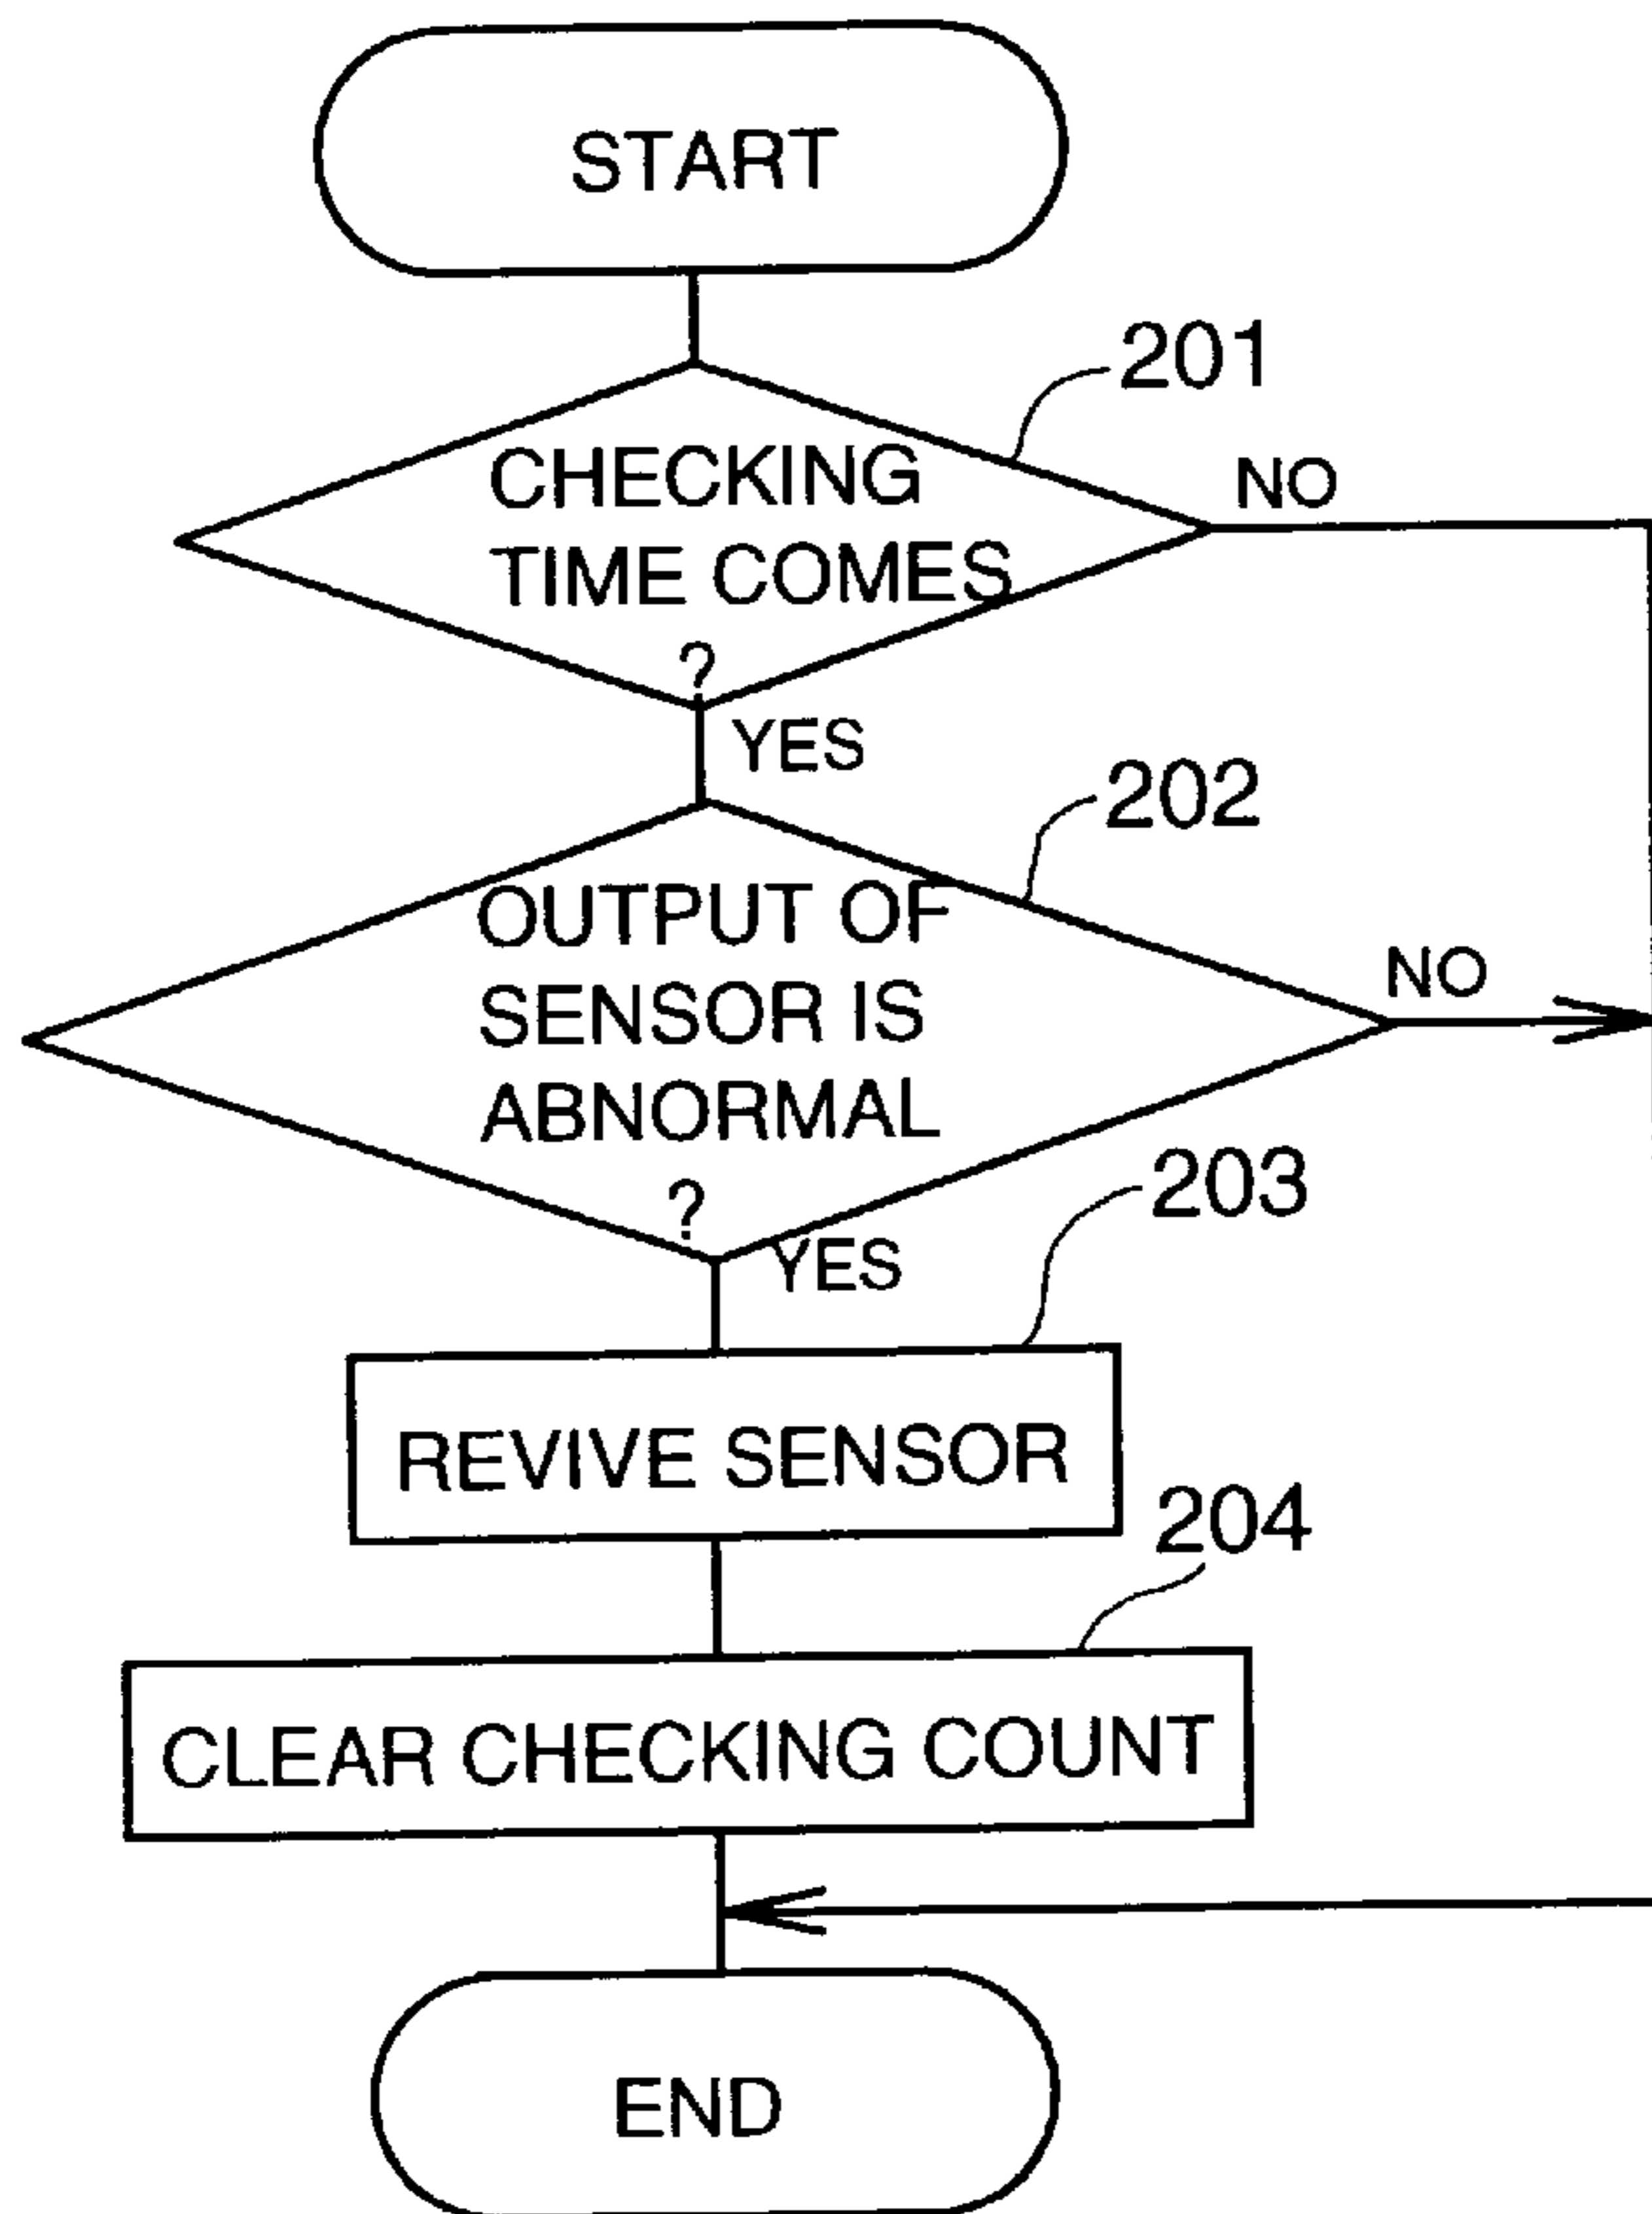 START
201
CHECKING
NO
TIME COMES
?
YES
202
OUTPUT OF
NO
SENSOR IS
ABNORMAL
?
203
YES
REVIVE SENSOR
204
CLEAR CHECKING COUNT
END